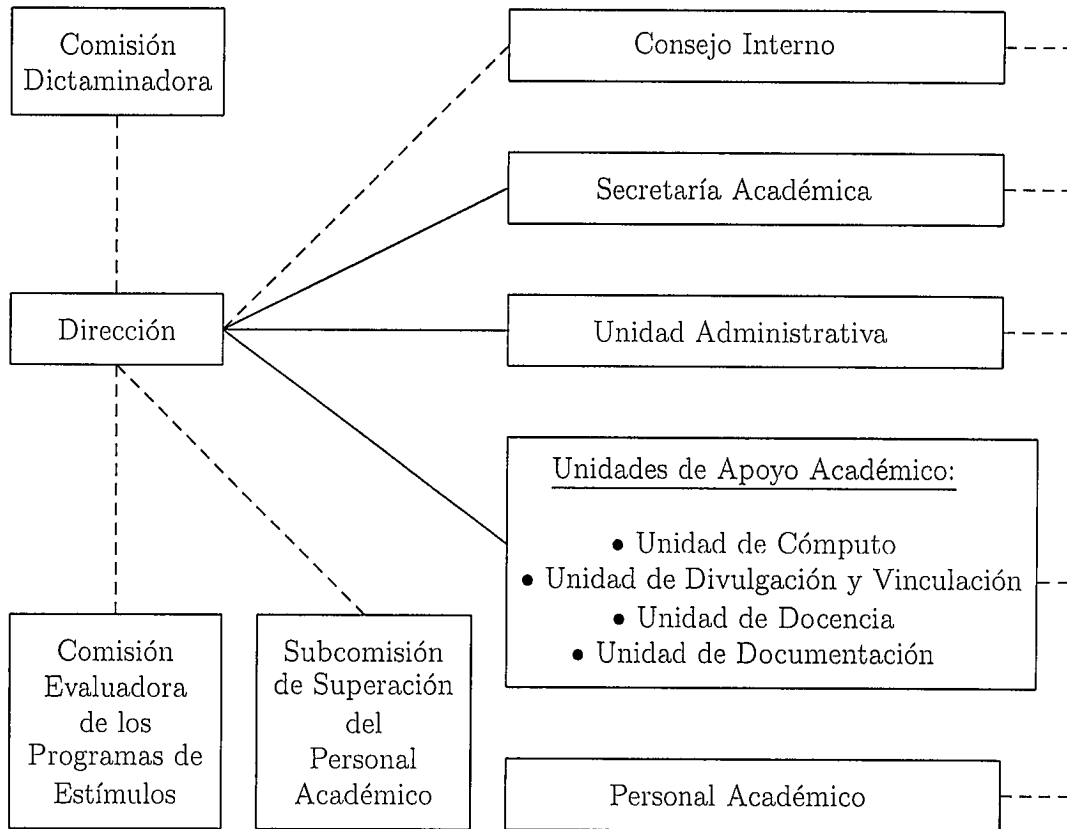 Comisión
Dictaminadora
Consejo Interno
Secretaría Académica
Dirección
Unidad Administrativa
Unidades de Apoyo Académico:
• Unidad de Cómputo
• Unidad de Divulgación y Vinculación
• Unidad de Docencia
• Unidad de Documentación
Comisión
Evaluadora
de los
Programas de
Estímulos
Subcomisión
de Superación
del
Personal
Académico
Personal Académico